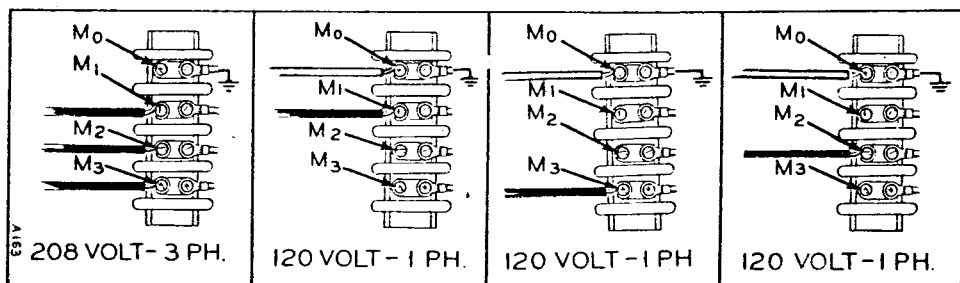 M0
M1
M2
M3
A163
208 VOLT-3 PH.
M0
M1
M2
M3
120 VOLT-1 PH.
M0
M1
M2
M3
120 VOLT-1 PH
M0
M1
M2
M3
120 VOLT-1 PH.